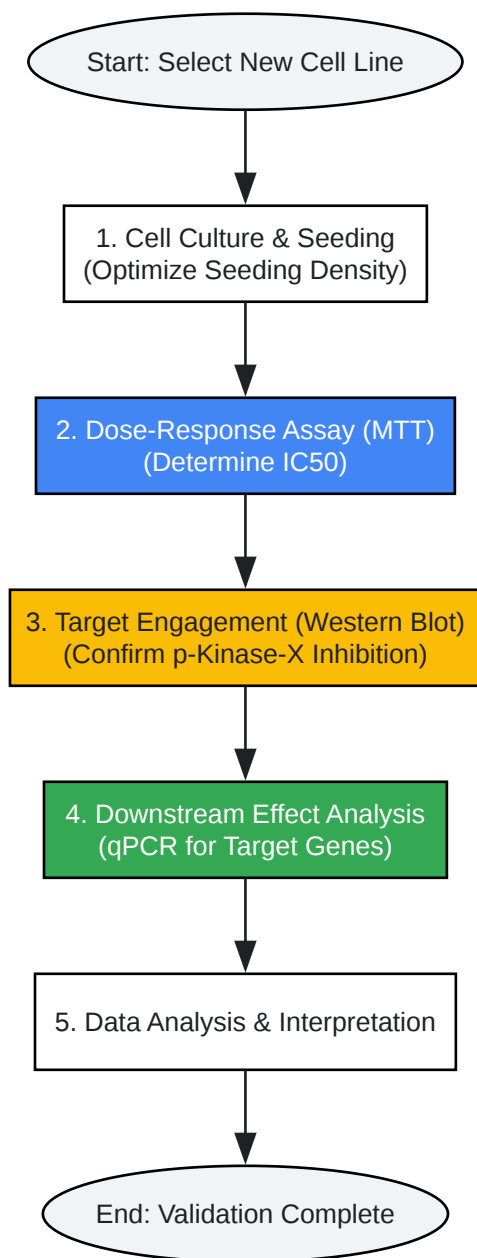 Start: Select New Cell Line
1. Cell Culture & Seeding
(Optimize Seeding Density)
2. Dose-Response Assay (MTT)
(Determine IC50)
3. Target Engagement (Western Blot)
(Confirm p-Kinase-X Inhibition)
4. Downstream Effect Analysis
(qPCR for Target Genes)
5. Data Analysis & Interpretation
End: Validation Complete